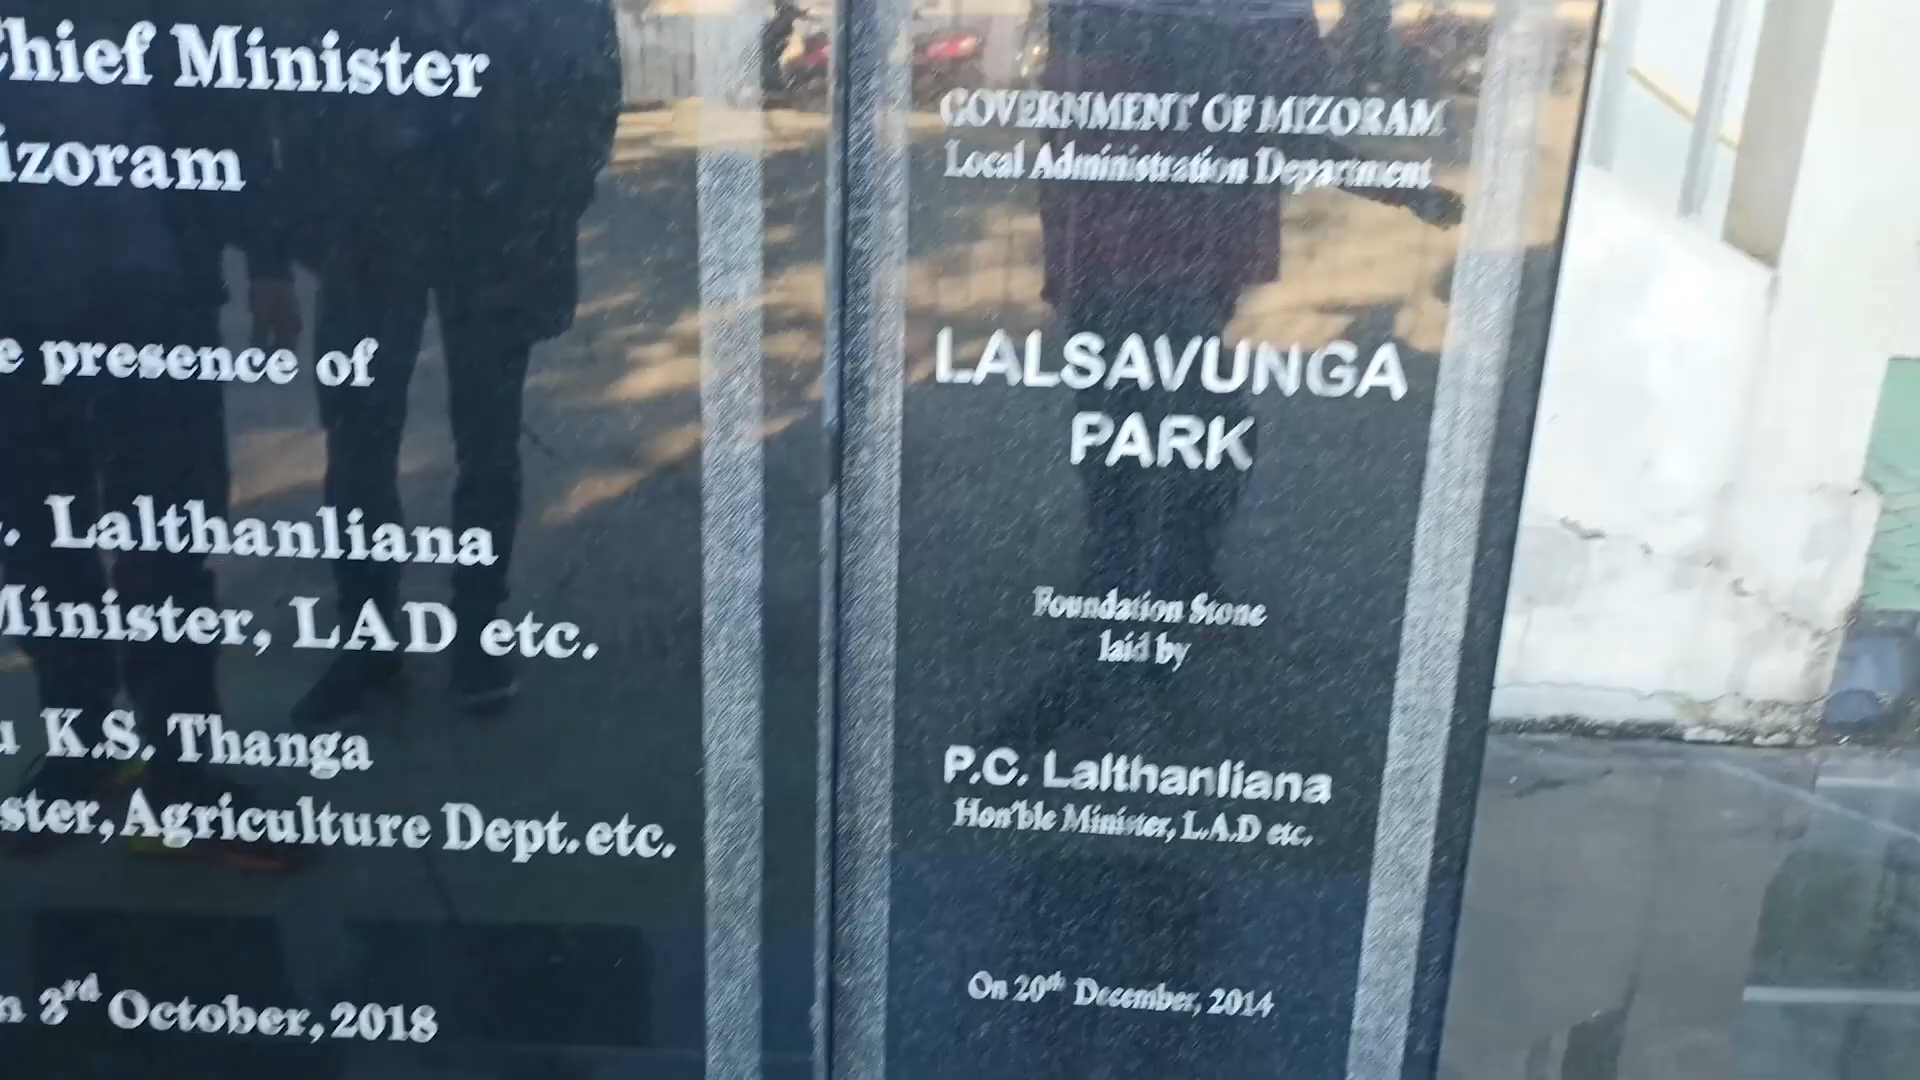 Chief Minister
izoram
e presence of
. Lalthanliana
Minister, LAD etc.
u K.S. Thanga
ster, Agriculture Dept. etc.
n 3rd October, 2018
GOVERNMENT OF MIZORAM
Local Administration Department
LALSAVUNGA
PARK
Foundation Stone
laid by
P.C. Lalthanliana
Hon'ble Minister, L.A.D etc.
On 20th December, 2014